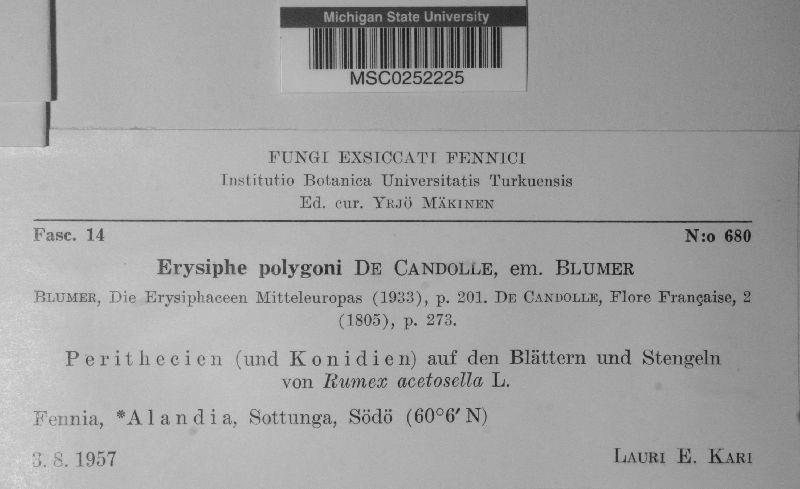 Michigan State University
MSC0252225
FUNGI EXSICCATI FENNICI
Institutio Botanica Universitatis Turkuensis
Ed. cur. YRJÖ MÄKINEN
Fasc. 14 N:o 680
Erysiphe polygoni DE CANDOLLE, em. BLUMER
BLUMER, Die Erysiphaceen Mitteleuropas (1933), p. 201. DE CANDOLLE, Flore Française, 2
(1805), p. 273.
Perithecien (und Konidien) auf den Blättern und Stengeln
von Rumex acetosella L.
Fennia, *Alandia, Sottunga, Södö (60°6′ N)
3. 8. 1957 LAURI E. KARI